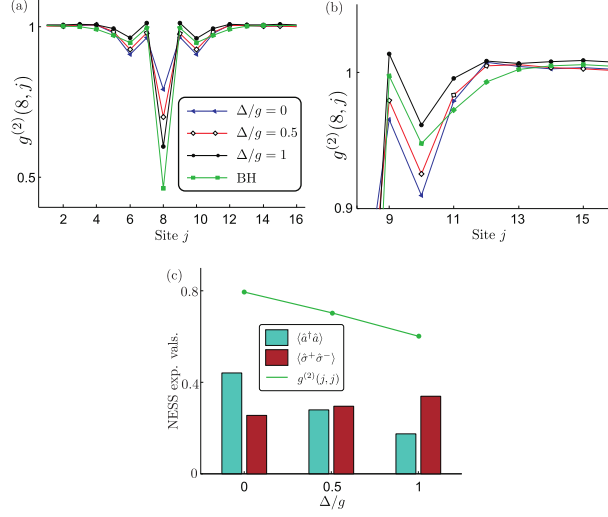 (a)
1
0.5
g^(2)(8, j)
Δ/g = 0
Δ/g = 0.5
Δ/g = 1
BH
2 4 6 8 10 12 14 16
Site j
(b)
1
0.9
g^(2)(8, j)
9 11 13 15
Site j
(c)
0.8
0.4
0
NESS exp. vals.
⟨â†â⟩
⟨σ̂⁺σ̂⁻⟩
g^(2)(j, j)
0 0.5 1
Δ/g